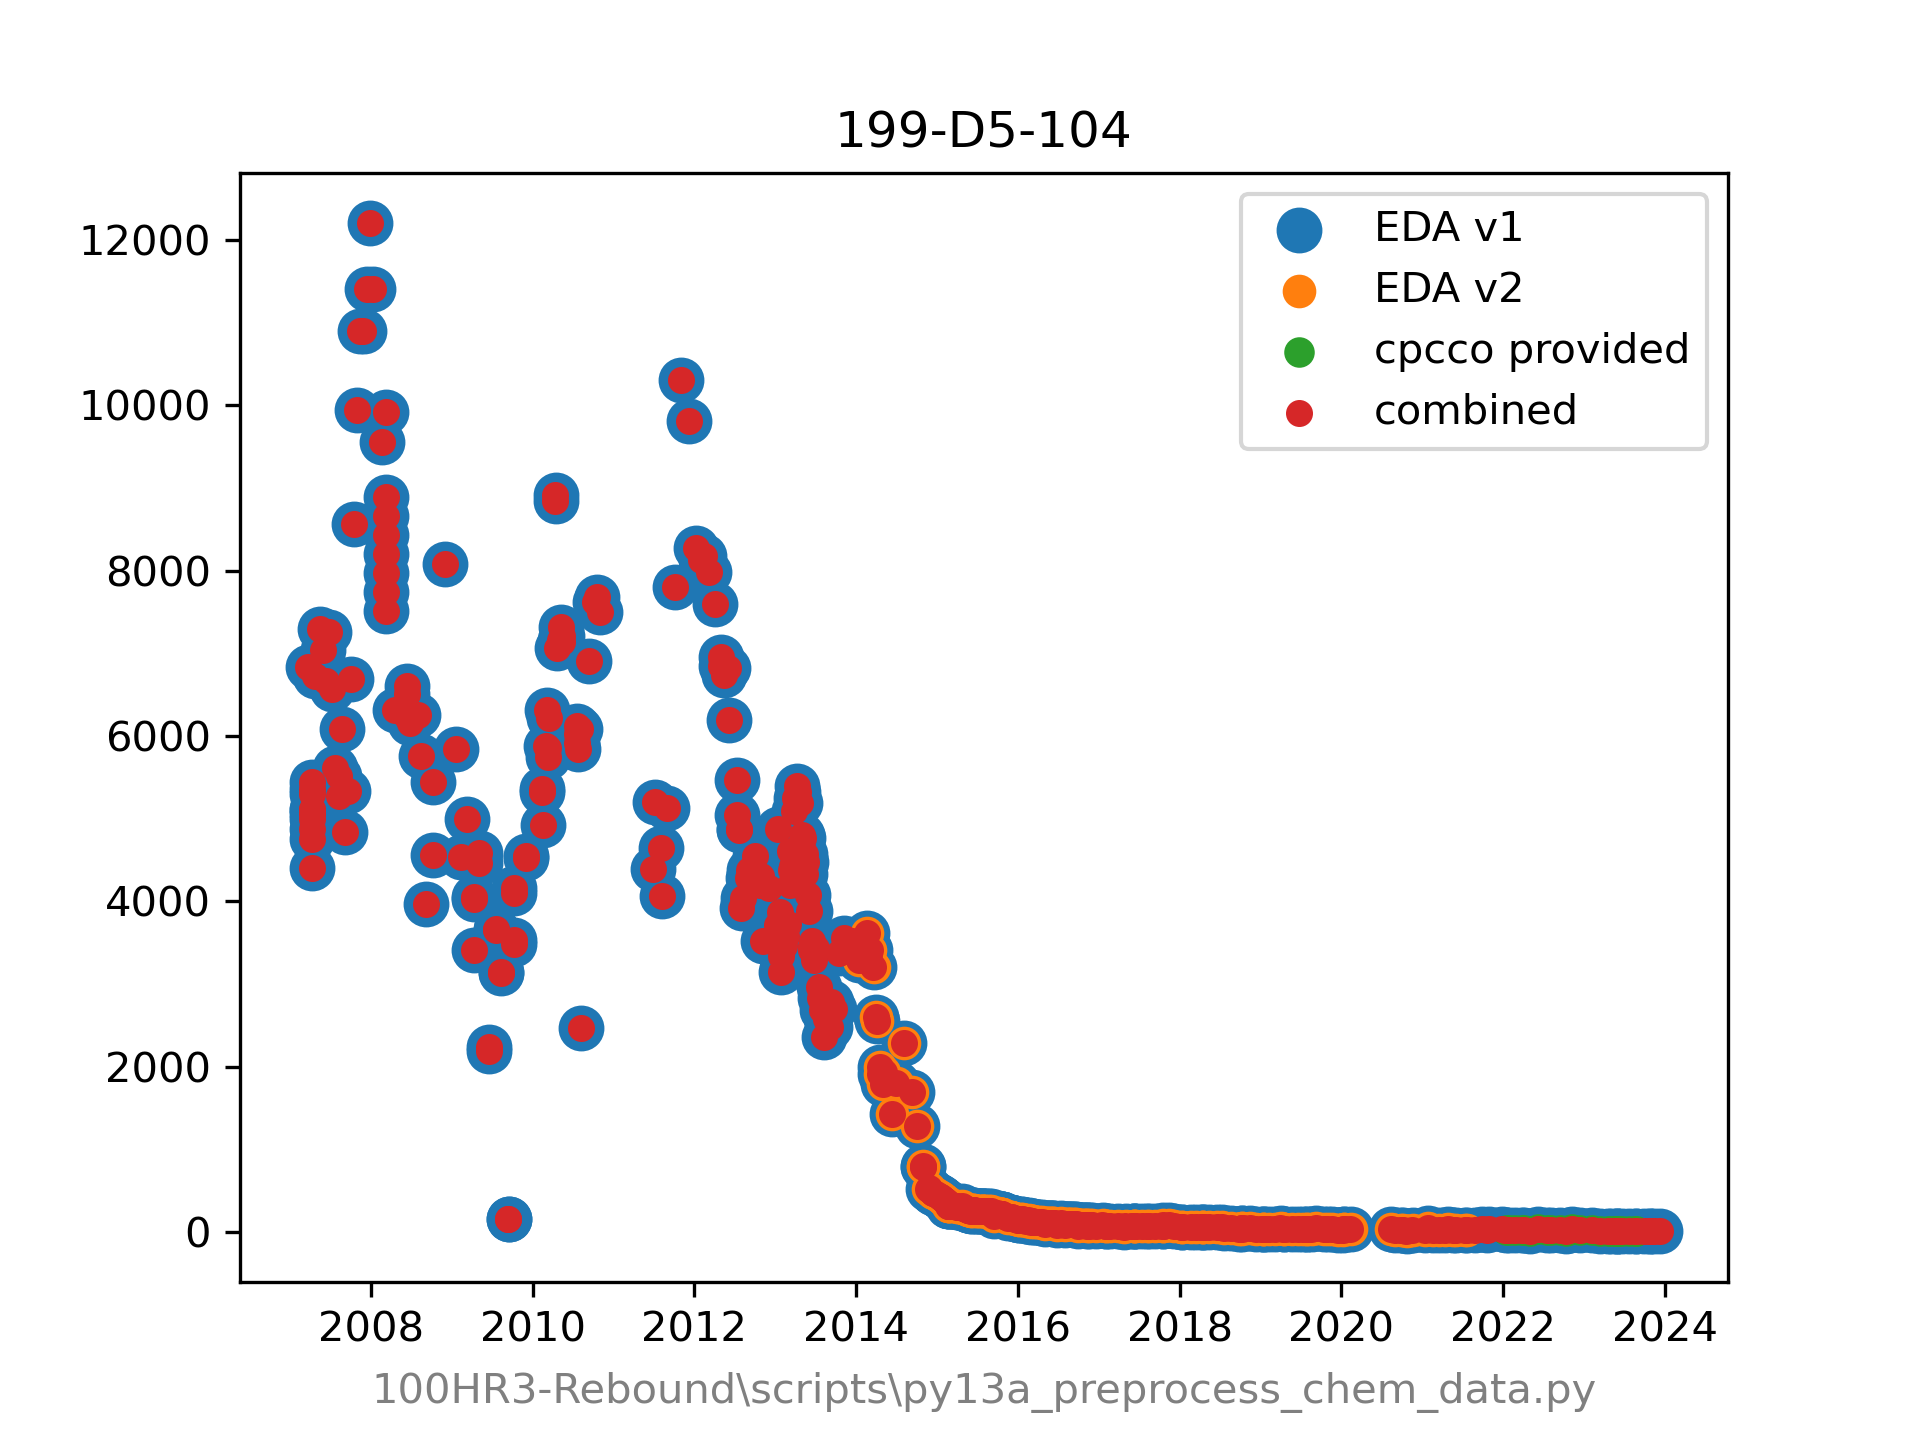 199-D5-104
12000
10000
8000
6000
4000
2000
0
EDA v1
EDA v2
cpcco provided
combined
2008 2010 2012 2014 2016 2018 2020 2022 2024
100HR3-Rebound\scripts\py13a_preprocess_chem_data.py